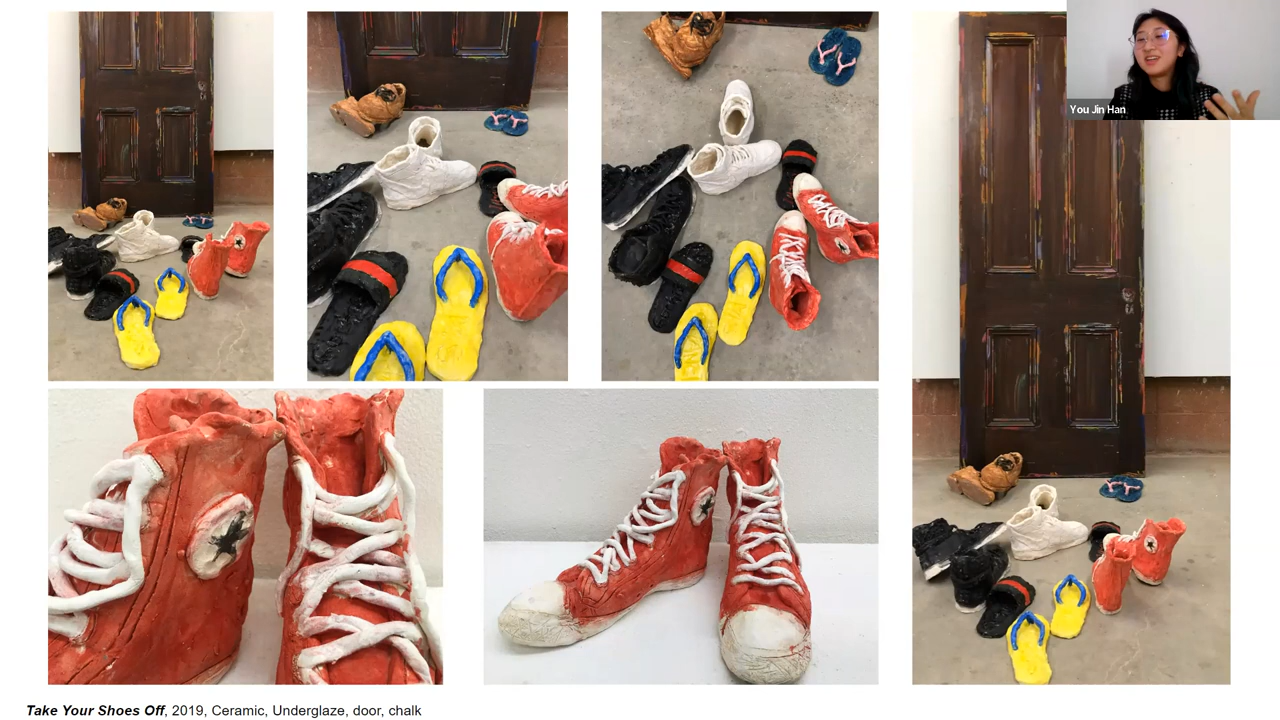 You Jin Han
Take Your Shoes Off, 2019, Ceramic, Underglaze, door, chalk